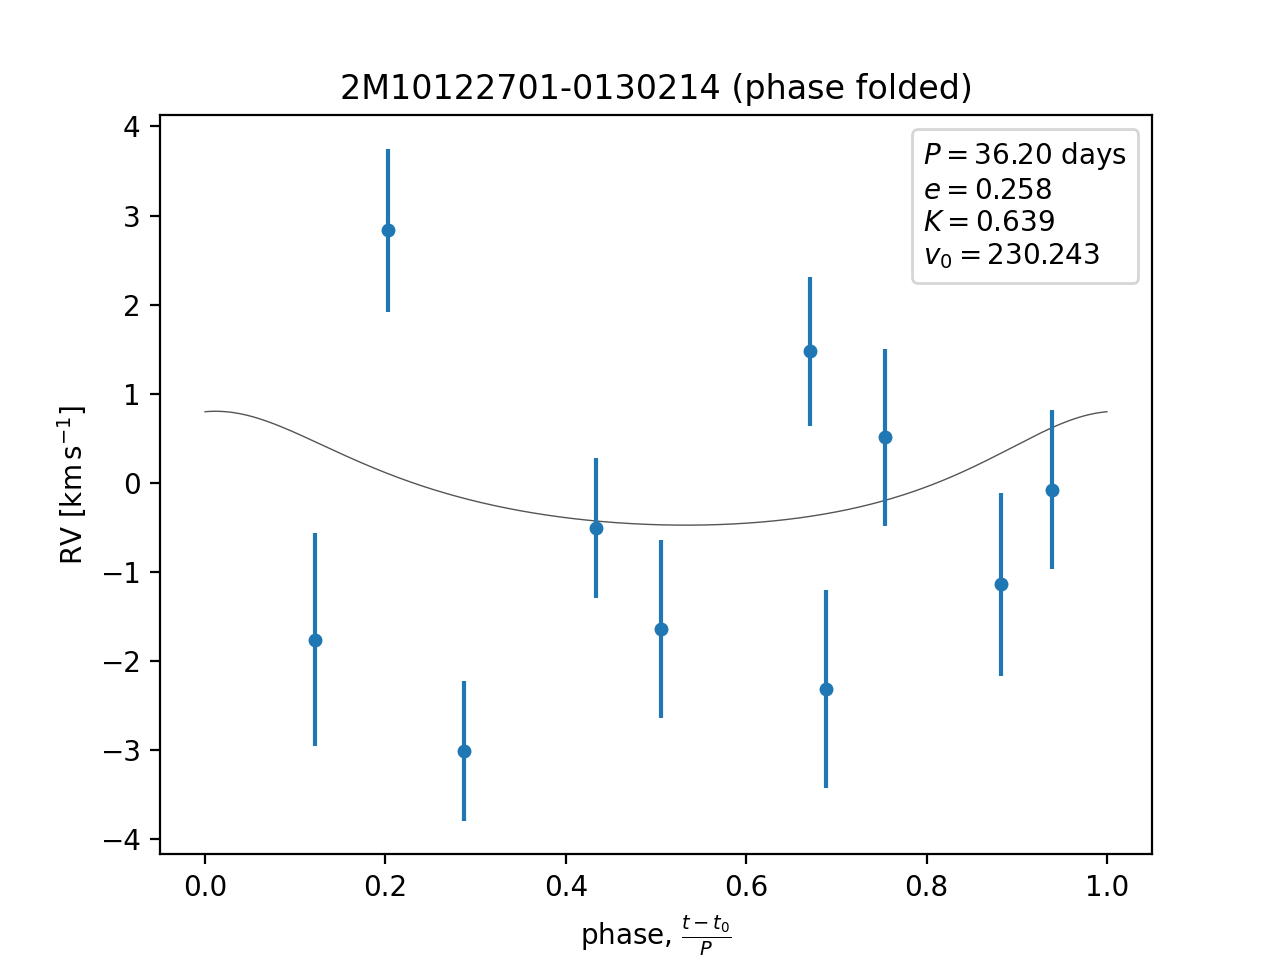 2M10122701-0130214 (phase folded)
P = 36.20 days
e = 0.258
K = 0.639
v₀ = 230.243
RV [km s⁻¹]
4
3
2
1
0
−1
−2
−3
−4
0.0 0.2 0.4 0.6 0.8 1.0
phase, (t − t₀)/P